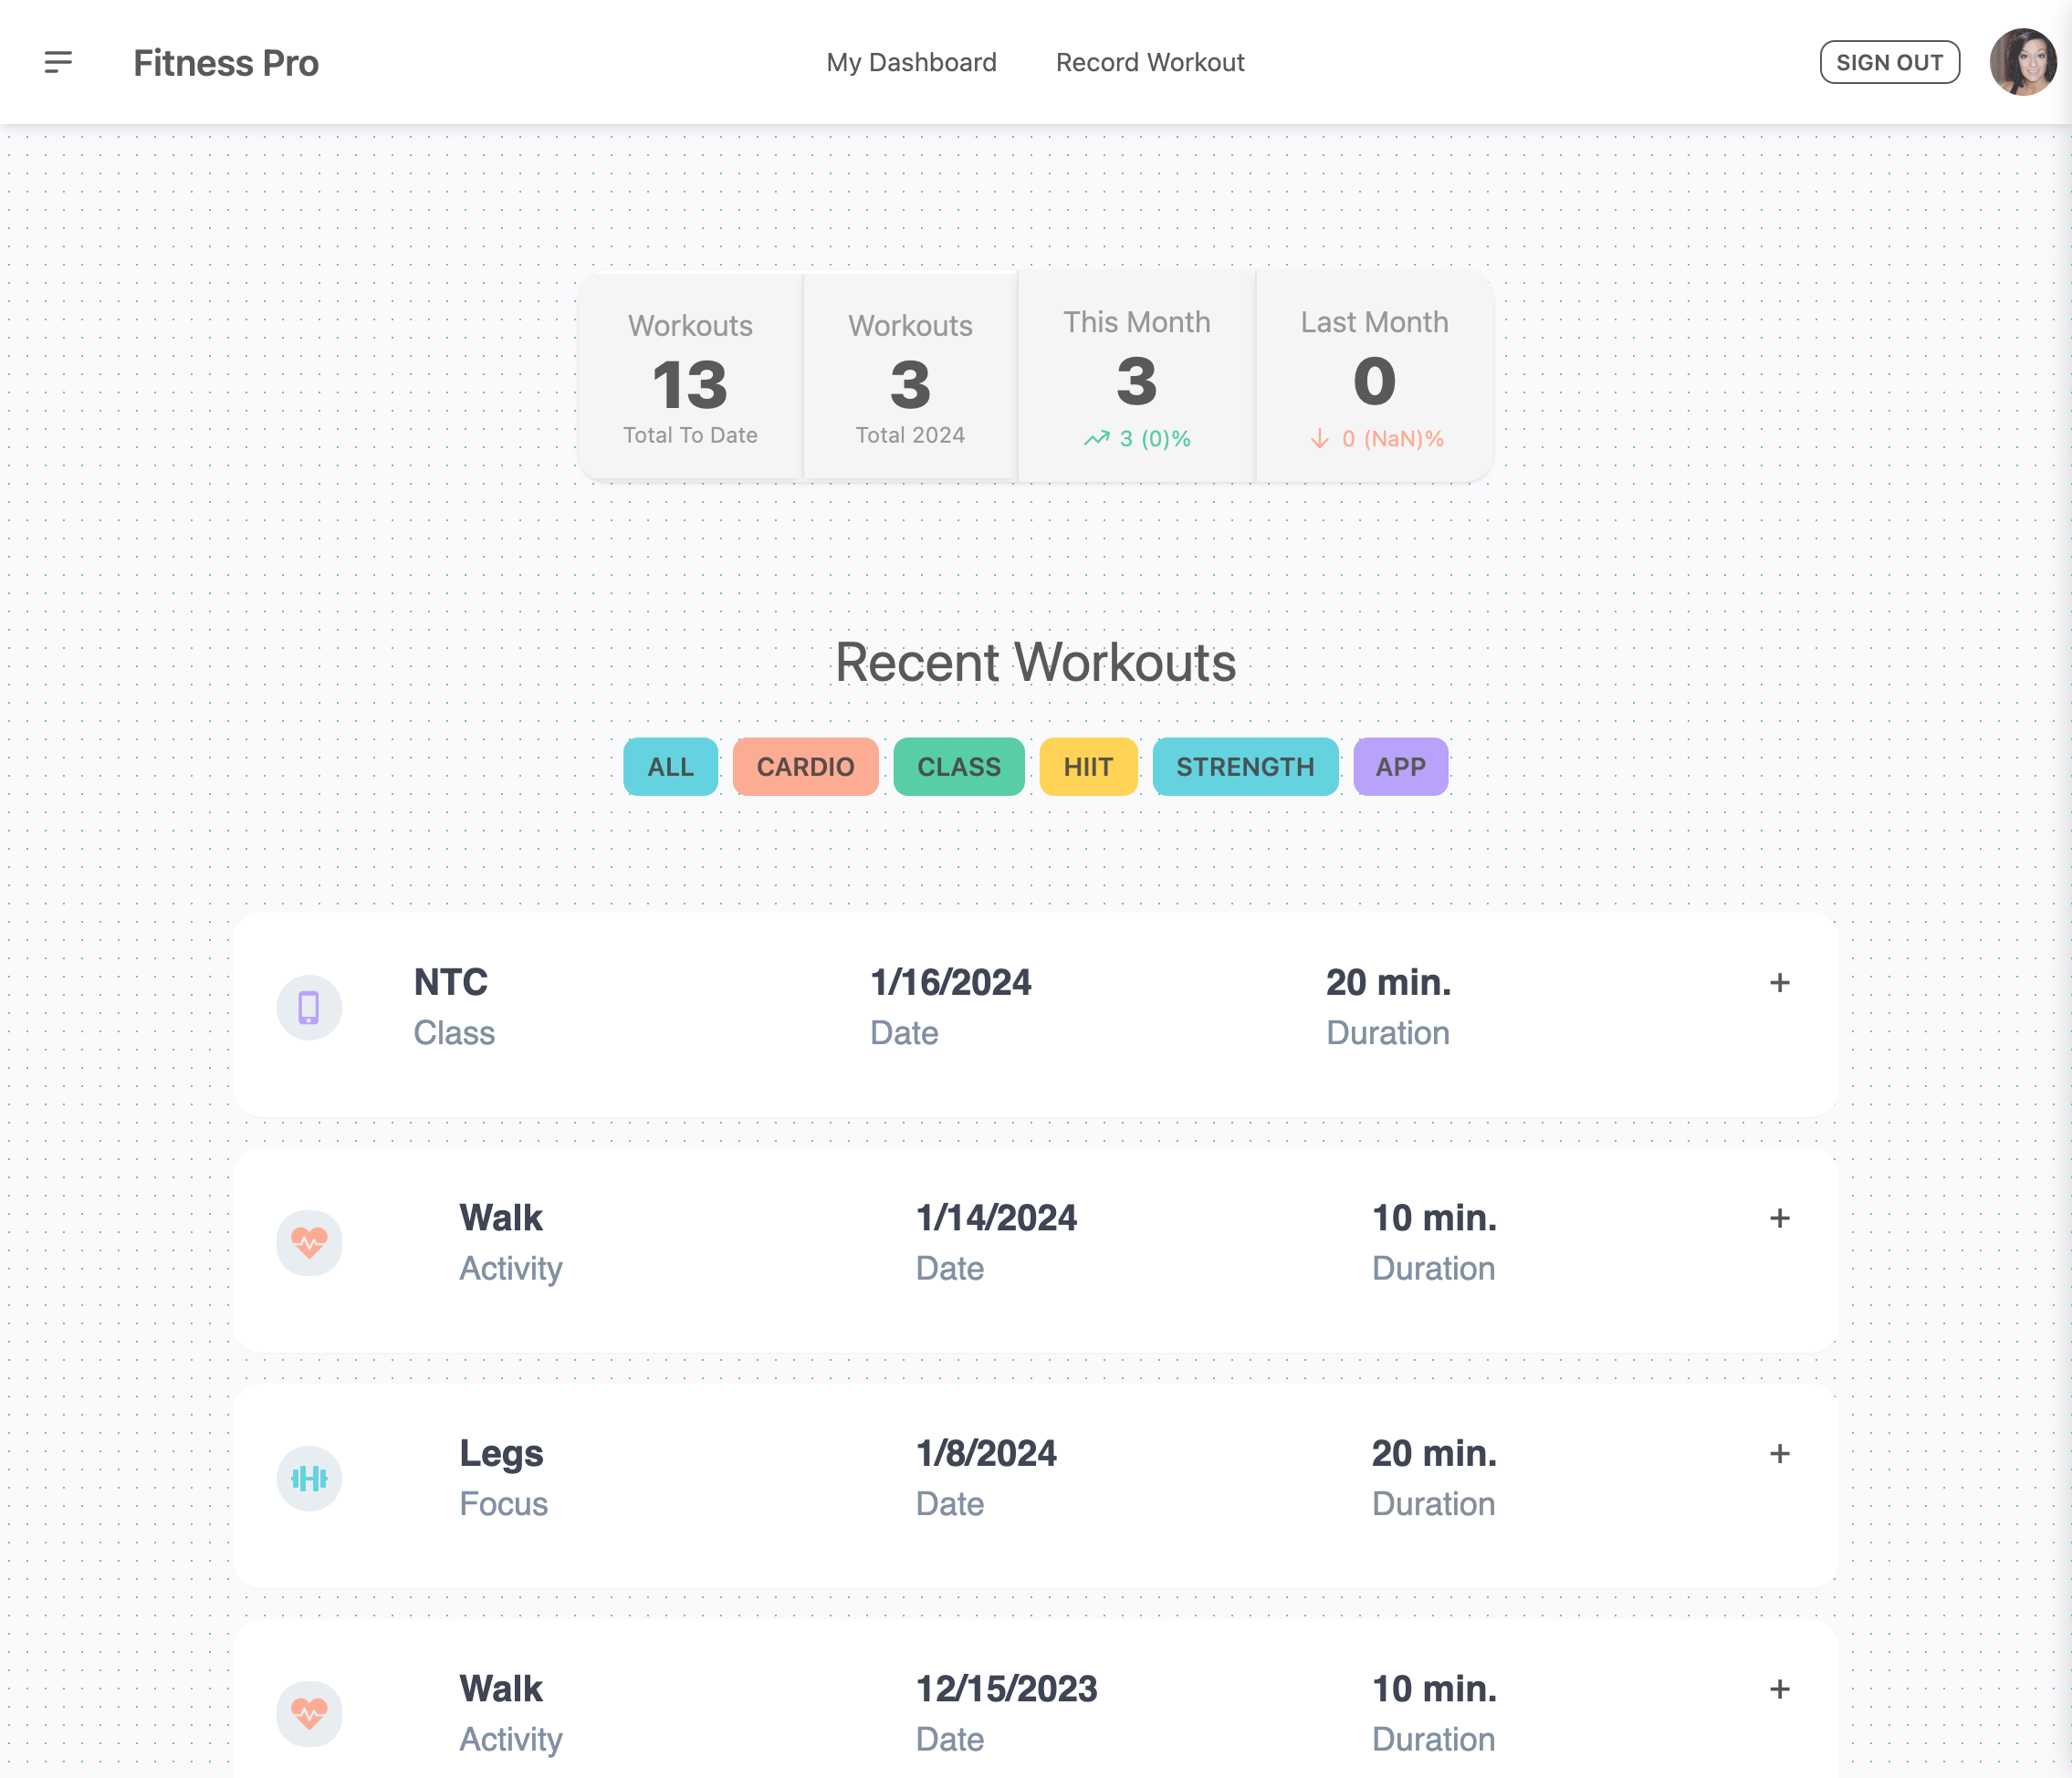 Fitness Pro
My Dashboard
Record Workout
SIGN OUT
Workouts
13
Total To Date
Workouts
3
Total 2024
This Month
3
3 (0)%
Last Month
0
0 (NaN)%
Recent Workouts
ALL
CARDIO
CLASS
HIIT
STRENGTH
APP
NTC
Class
1/16/2024
Date
20 min.
Duration
+
Walk
Activity
1/14/2024
Date
10 min.
Duration
+
Legs
Focus
1/8/2024
Date
20 min.
Duration
+
Walk
Activity
12/15/2023
Date
10 min.
Duration
+